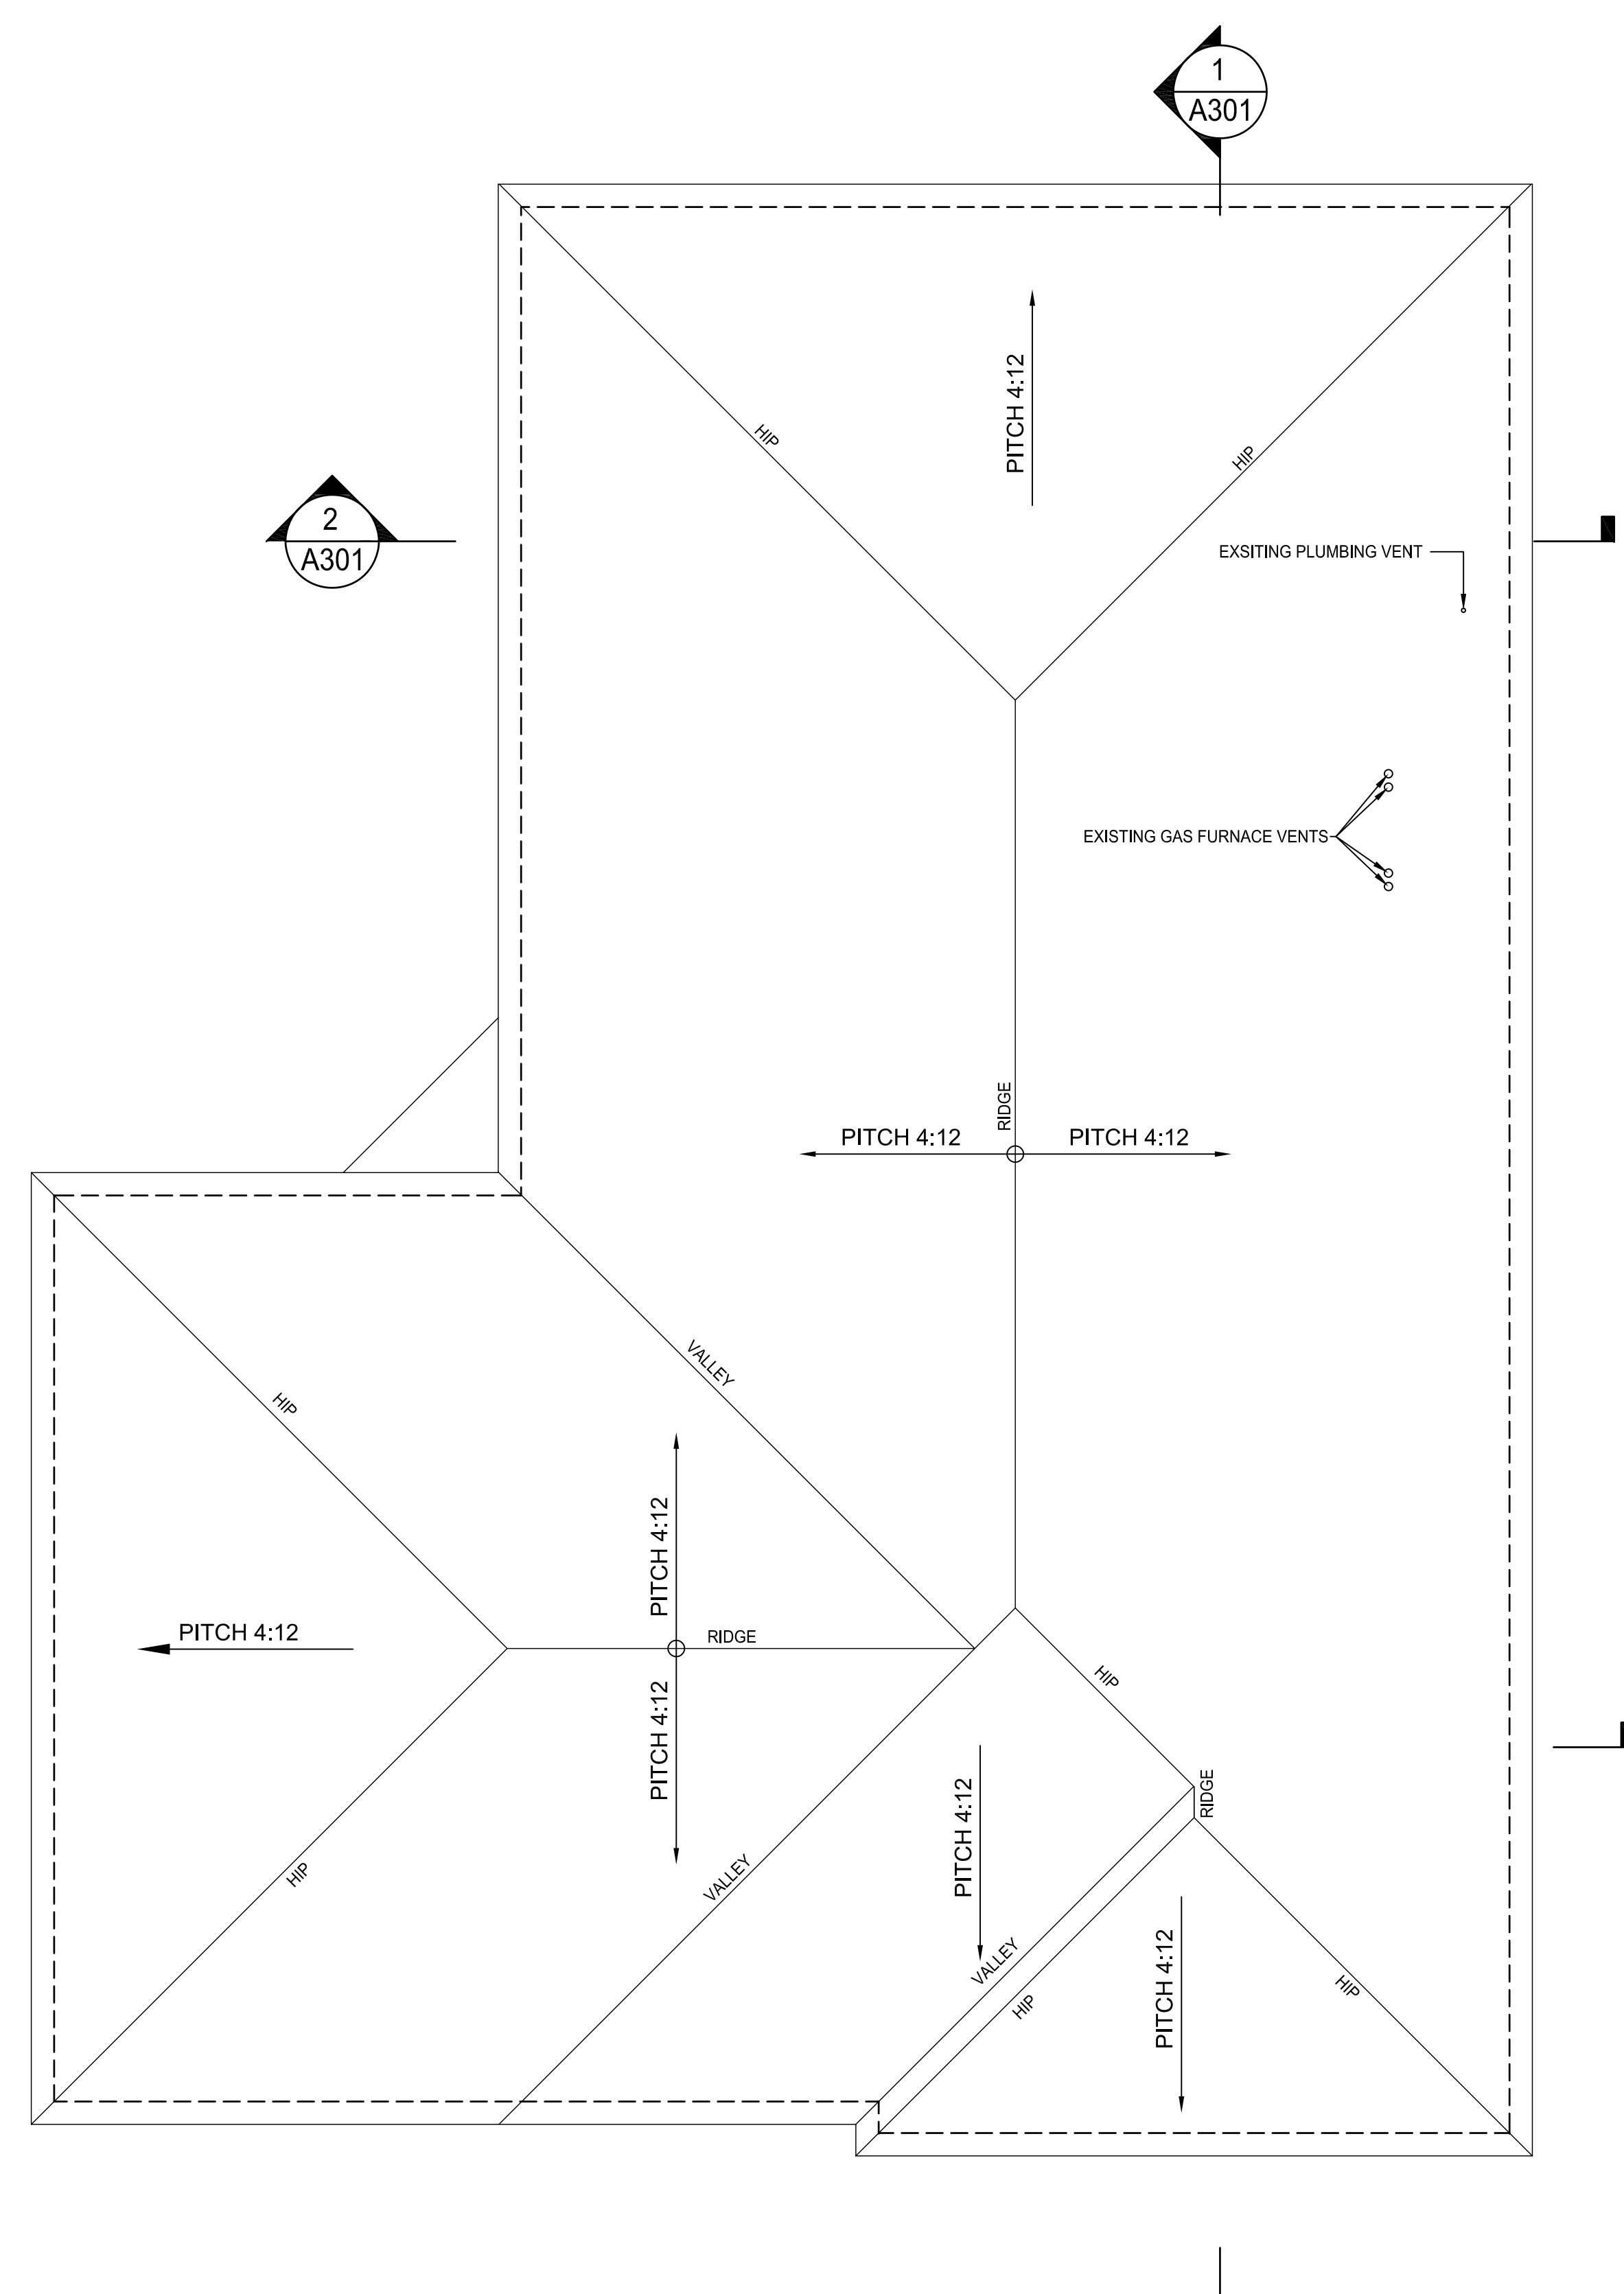 1
A301
PITCH 4:12
HIP
HIP
2
A301
EXSITING PLUMBING VENT
EXISTING GAS FURNACE VENTS
RIDGE
PITCH 4:12
PITCH 4:12
VALLEY
HIP
PITCH 4:12
PITCH 4:12
RIDGE
PITCH 4:12
HIP
RIDGE
PITCH 4:12
VALLEY
HIP
VALLEY
HIP
PITCH 4:12
HIP